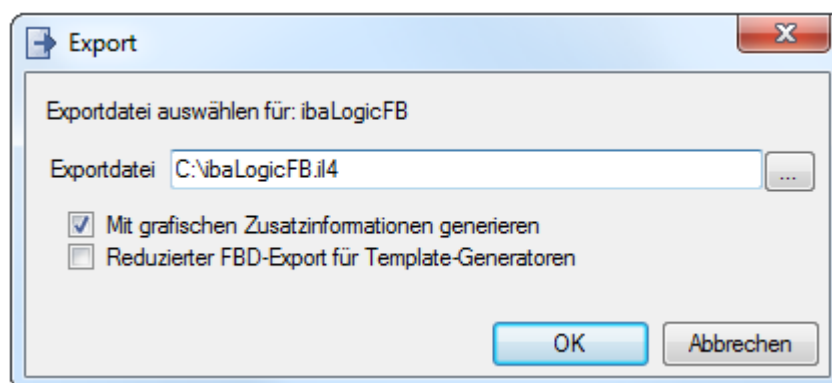 Export
Exportdatei auswählen für: ibaLogicFB
Exportdatei C:\ibaLogicFB.il4 ...
Mit grafischen Zusatzinformationen generieren
Reduzierter FBD-Export für Template-Generatoren
OK Abbrechen